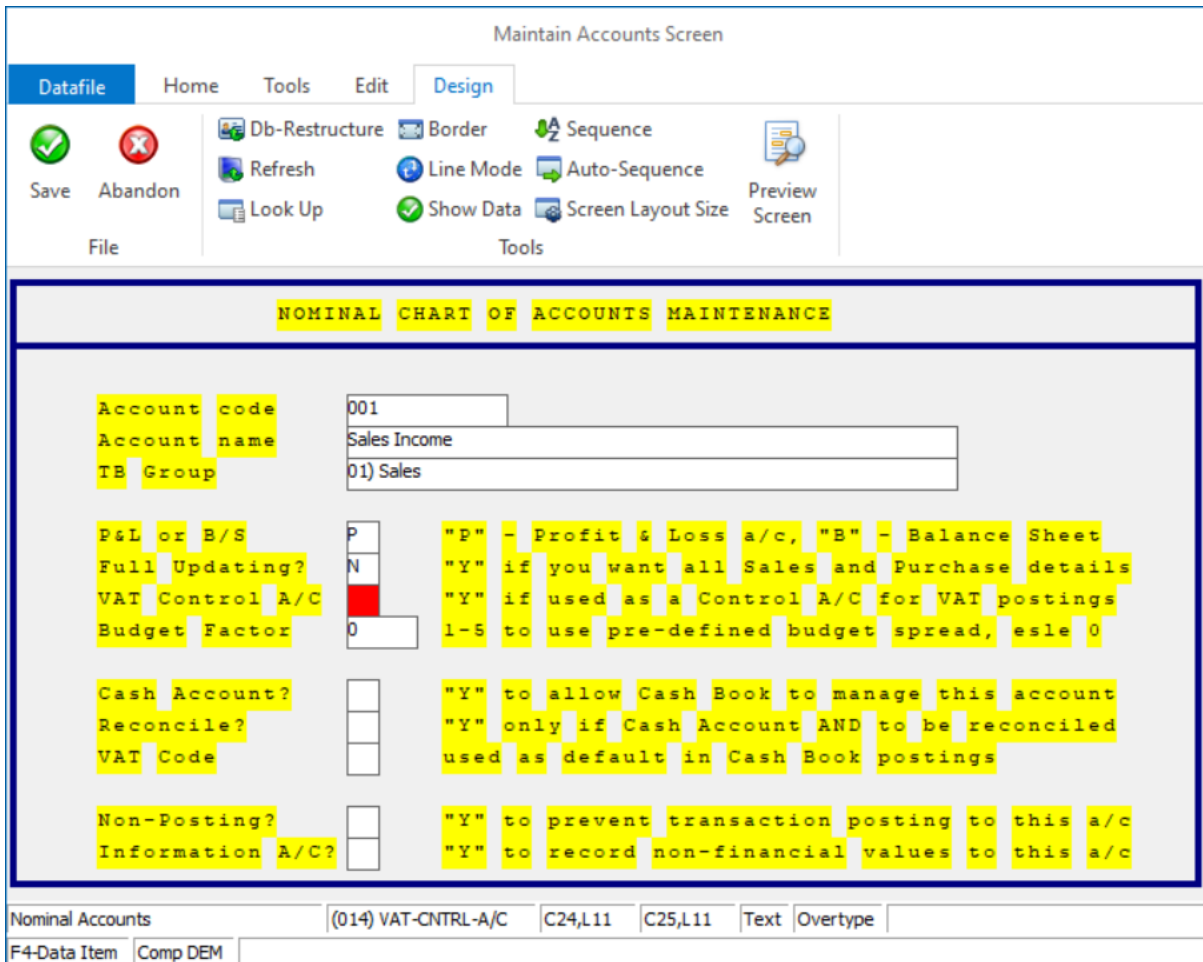 Maintain Accounts Screen
Datafile Home Tools Edit Design
Db-Restructure Border Sequence
Refresh Line Mode Auto-Sequence
Save Abandon Look Up Show Data Screen Layout Size Preview Screen
File Tools
NOMINAL CHART OF ACCOUNTS MAINTENANCE
Account code 001
Account name Sales Income
TB Group 01) Sales
P&L or B/S P "P" - Profit & Loss a/c, "B" - Balance Sheet
Full Updating? N "Y" if you want all Sales and Purchase details
VAT Control A/C "Y" if used as a Control A/C for VAT postings
Budget Factor 0 1-5 to use pre-defined budget spread, esle 0
Cash Account? "Y" to allow Cash Book to manage this account
Reconcile? "Y" only if Cash Account AND to be reconciled
VAT Code used as default in Cash Book postings
Non-Posting? "Y" to prevent transaction posting to this a/c
Information A/C? "Y" to record non-financial values to this a/c
Nominal Accounts (014) VAT-CNTRL-A/C C24,L11 C25,L11 Text Overtype
F4-Data Item Comp DEM